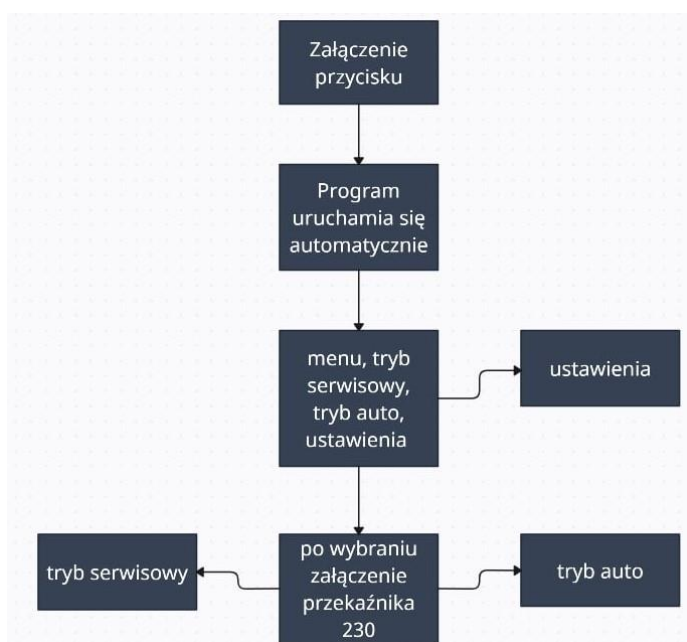 Załączenie
przycisku
Program
uruchamia się
automatycznie
menu, tryb
serwisowy,
tryb auto,
ustawienia
ustawienia
po wybraniu
załączenie
przekaźnika
230
tryb serwisowy
tryb auto